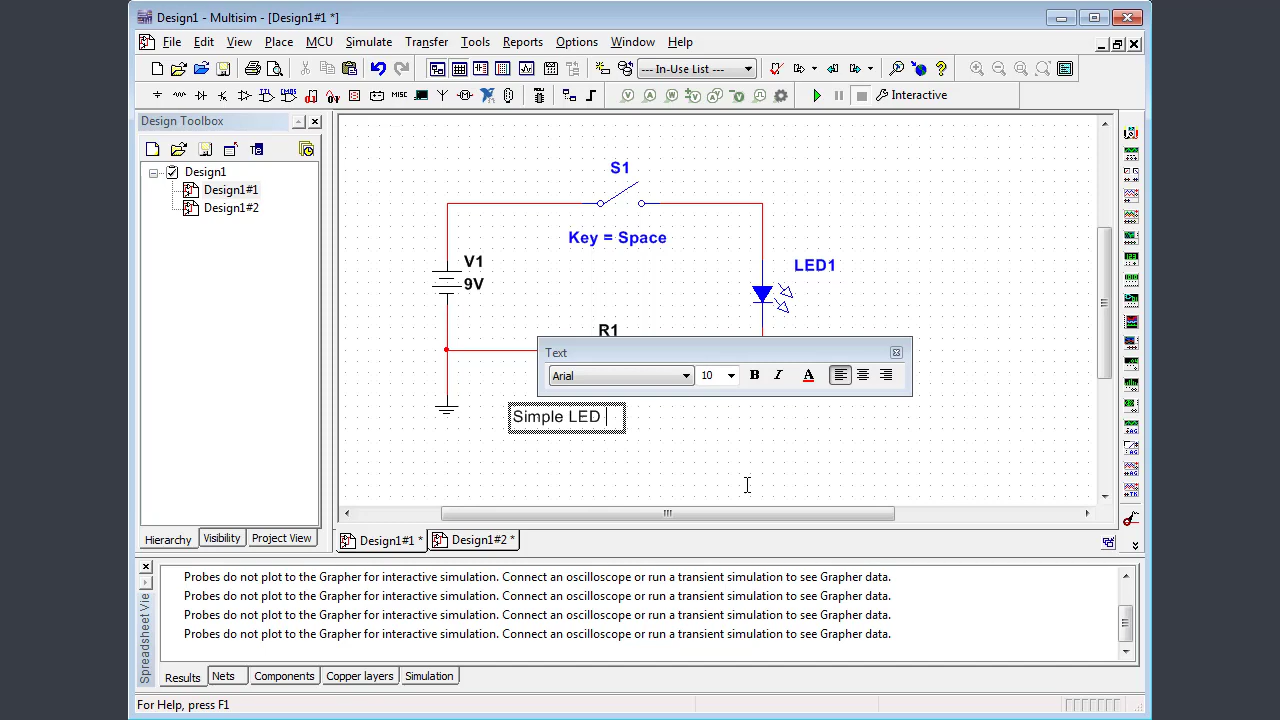 Design1 - Multisim - [Design1#1 *]
File Edit View Place MCU Simulate Transfer Tools Reports Options Window Help
--- In-Use List ---
MISC
Interactive
Design Toolbox
Design1
Design1#1
Design1#2
S1
Key = Space
V1
9V
LED1
R1
Text
Arial
10
B I A
Simple LED
Hierarchy Visibility Project View
Design1#1 *
Design1#2 *
Spreadsheet Vie
Probes do not plot to the Grapher for interactive simulation. Connect an oscilloscope or run a transient simulation to see Grapher data.
Probes do not plot to the Grapher for interactive simulation. Connect an oscilloscope or run a transient simulation to see Grapher data.
Probes do not plot to the Grapher for interactive simulation. Connect an oscilloscope or run a transient simulation to see Grapher data.
Probes do not plot to the Grapher for interactive simulation. Connect an oscilloscope or run a transient simulation to see Grapher data.
Results Nets Components Copper layers Simulation
For Help, press F1